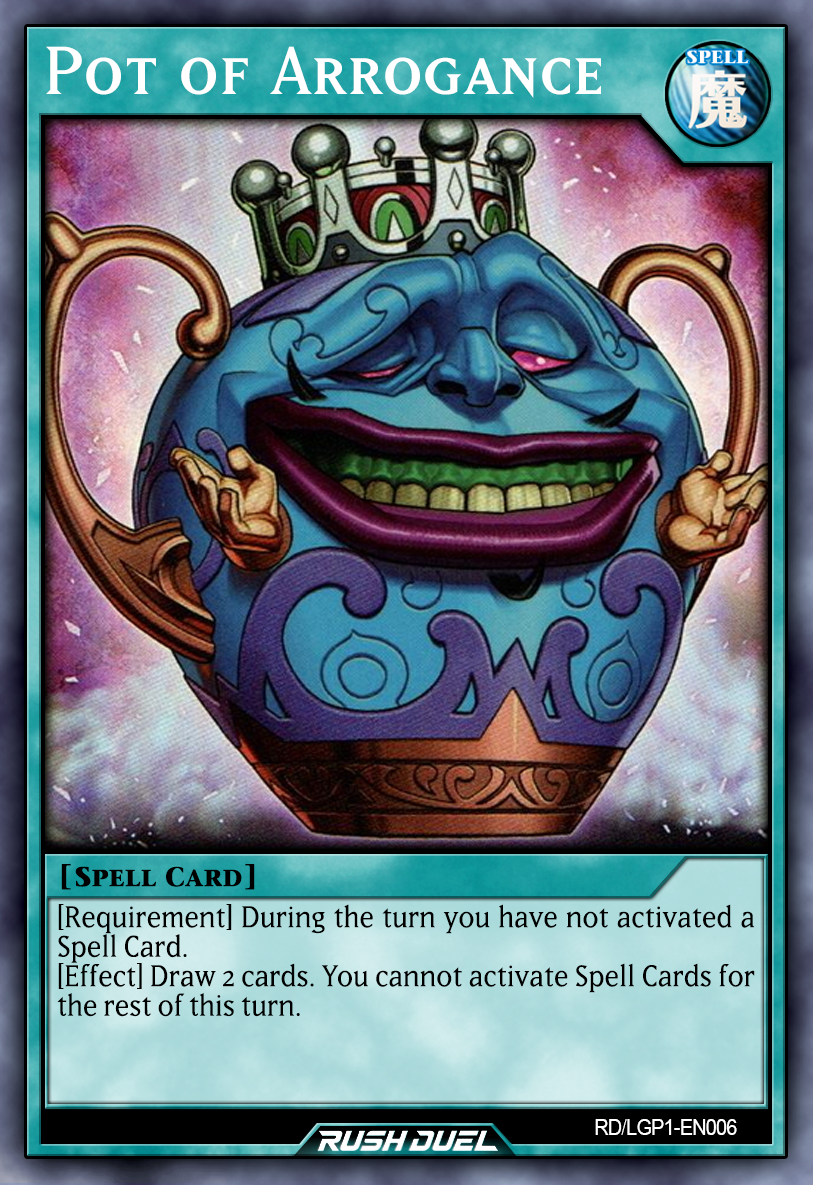 Pot of Arrogance
SPELL
魔
[Spell Card]
[Requirement] During the turn you have not activated a
Spell Card.
[Effect] Draw 2 cards. You cannot activate Spell Cards for
the rest of this turn.
RD/LGP1-EN006
RUSH DUEL